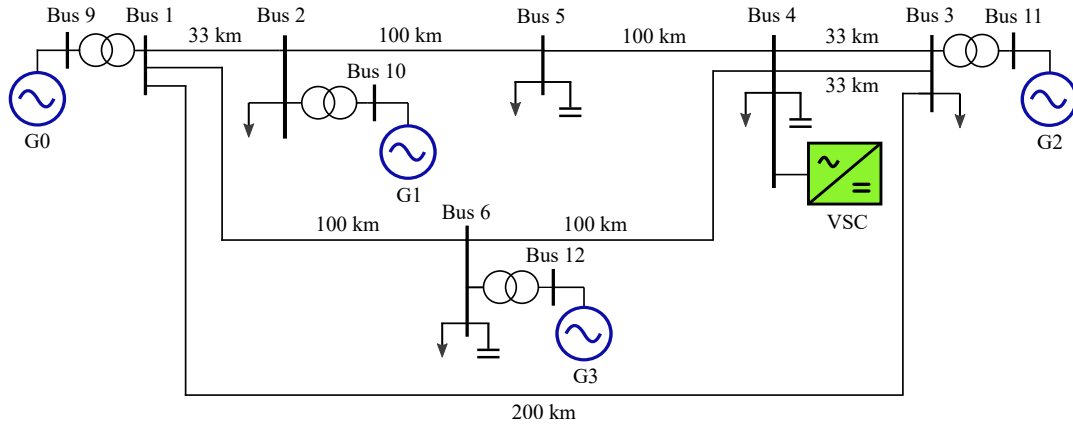 Bus 9
Bus 1
Bus 2
Bus 5
Bus 4
Bus 3
Bus 11
33 km
100 km
100 km
33 km
33 km
Bus 10
G0
G1
G2
VSC
100 km
Bus 6
100 km
Bus 12
G3
200 km